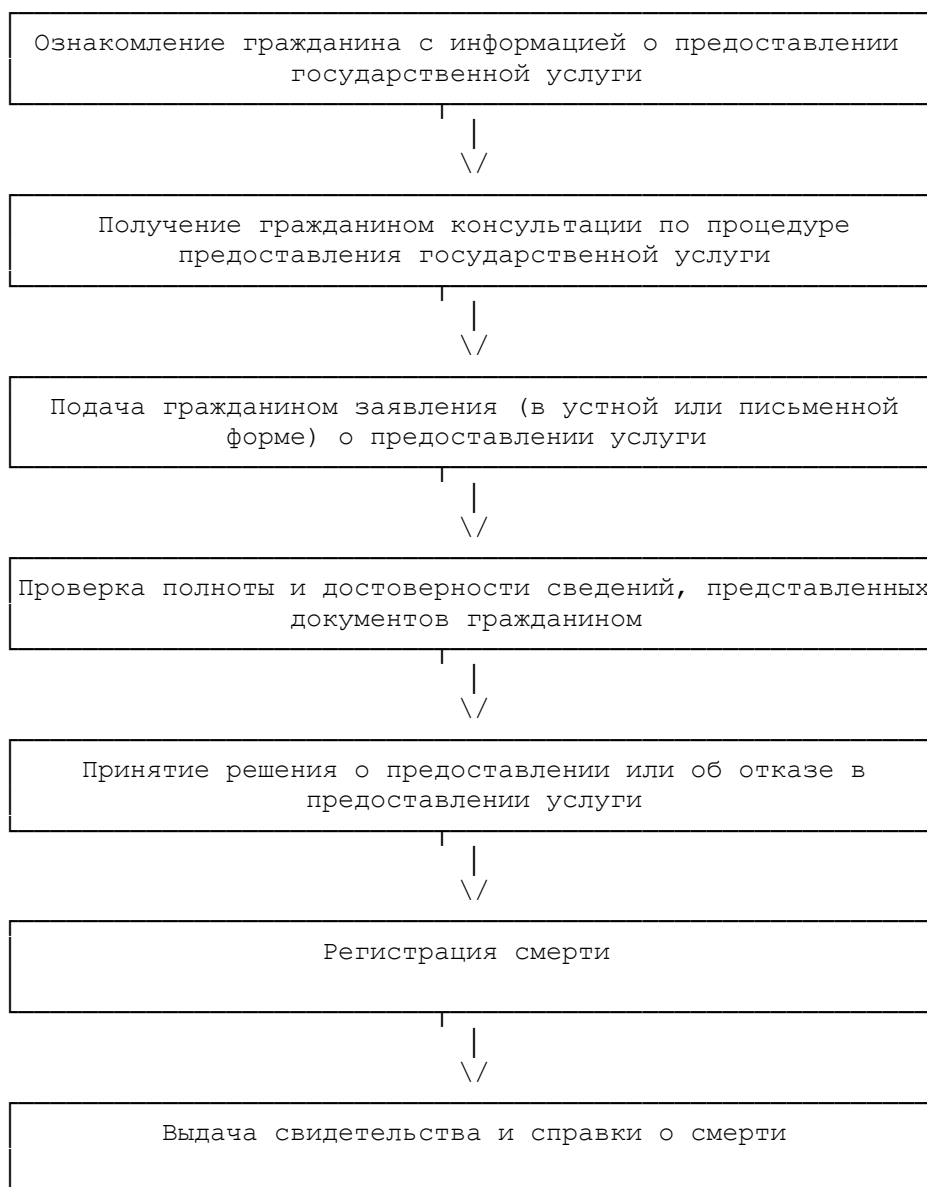 Ознакомление гражданина с информацией о предоставлении
государственной услуги
Получение гражданином консультации по процедуре
предоставления государственной услуги
Подача гражданином заявления (в устной или письменной
форме) о предоставлении услуги
Проверка полноты и достоверности сведений, представленных
документов гражданином
Принятие решения о предоставлении или об отказе в
предоставлении услуги
Регистрация смерти
Выдача свидетельства и справки о смерти